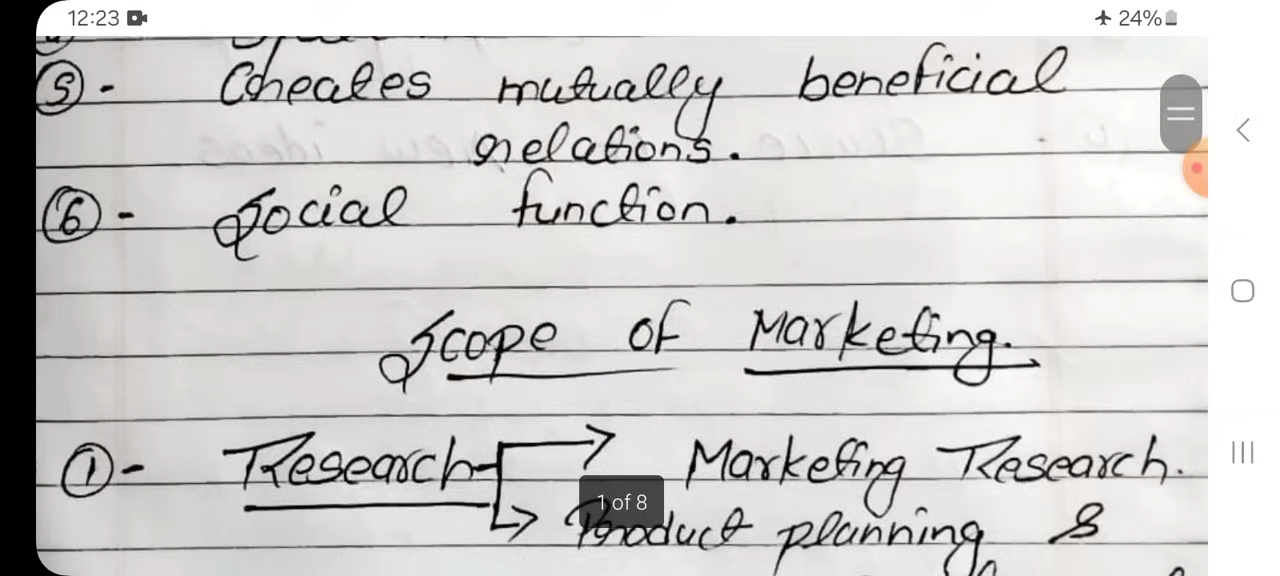 12:23
24%
⑤- Creates mutually beneficial
relations.
⑥- Social function.
Scope of Marketing.
①- Research → Marketing Research.
1 of 8
↳ Product planning &